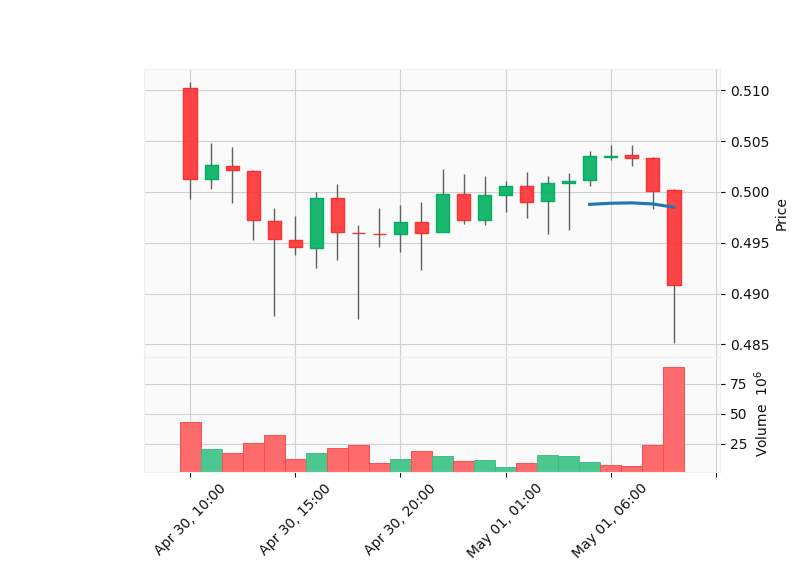 0.510
0.505
0.500
0.495
0.490
0.485
Price
75
50
25
Volume 10⁶
Apr 30, 10:00
Apr 30, 15:00
Apr 30, 20:00
May 01, 01:00
May 01, 06:00